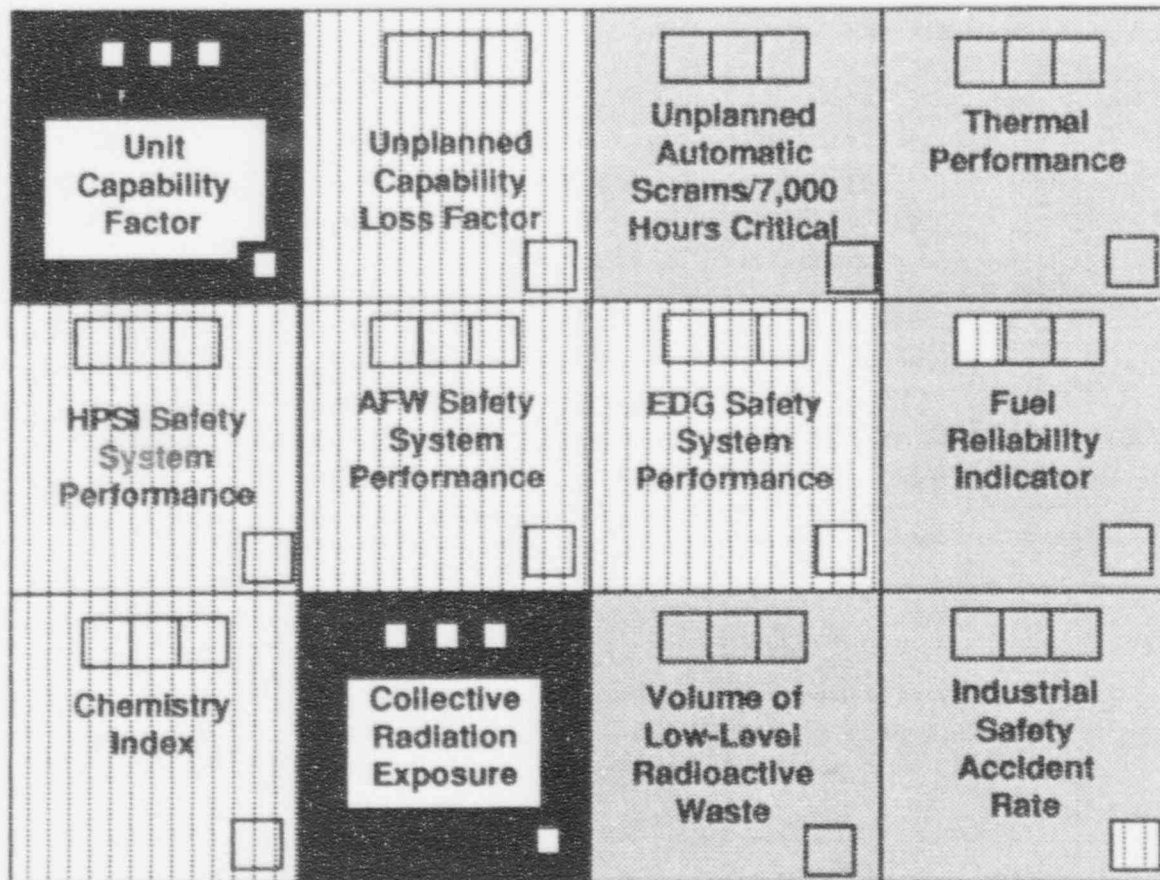 Unit
Capability
Factor
Unplanned
Capability
Loss Factor
Unplanned
Automatic
Scrams/7,000
Hours Critical
Thermal
Performance
HPSI Safety
System
Performance
AFW Safety
System
Performance
EDG Safety
System
Performance
Fuel
Reliability
Indicator
Chemistry
Index
Collective
Radiation
Exposure
Volume of
Low-Level
Radioactive
Waste
Industrial
Safety
Accident
Rate